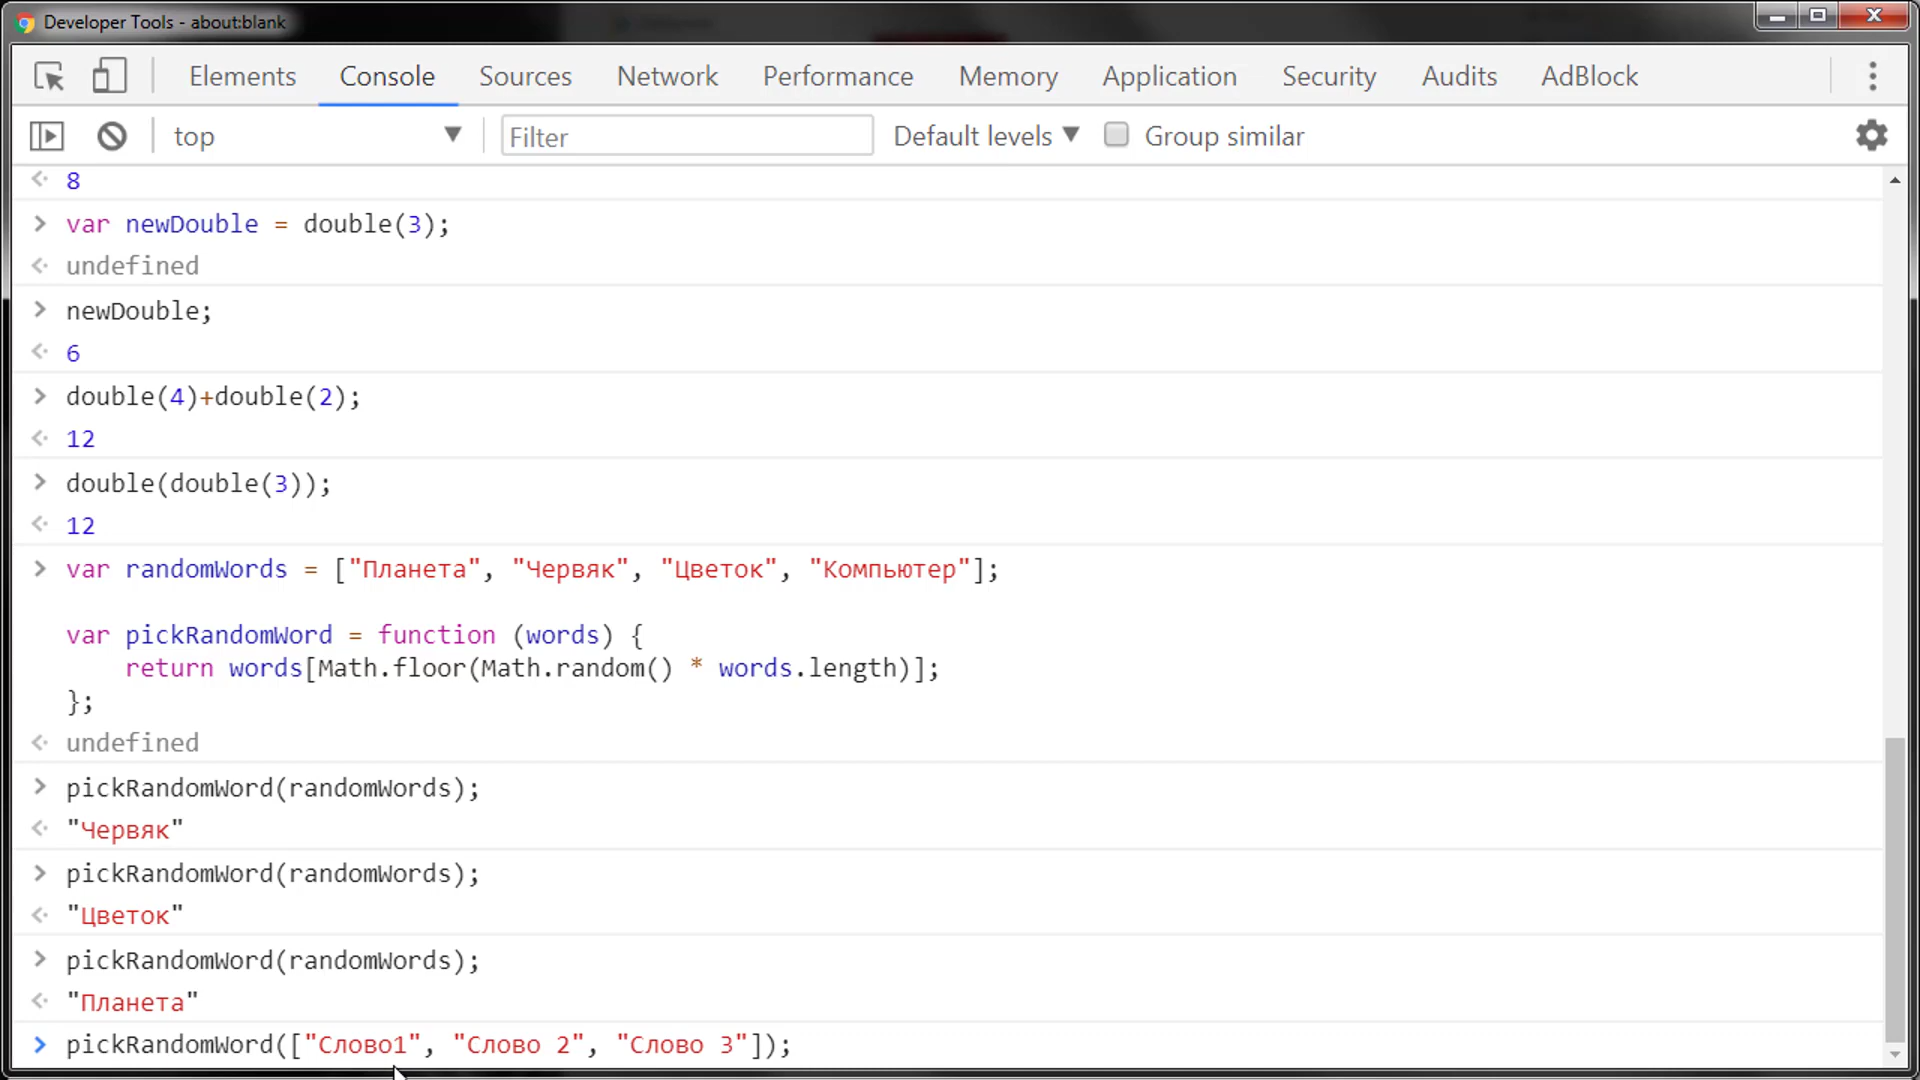 Developer Tools - about:blank
Elements Console Sources Network Performance Memory Application Security Audits AdBlock
top Filter Default levels Group similar
8
var newDouble = double(3);
undefined
newDouble;
6
double(4)+double(2);
12
double(double(3));
12
var randomWords = ["Планета", "Червяк", "Цветок", "Компьютер"];
var pickRandomWord = function (words) {
return words[Math.floor(Math.random() * words.length)];
};
undefined
pickRandomWord(randomWords);
"Червяк"
pickRandomWord(randomWords);
"Цветок"
pickRandomWord(randomWords);
"Планета"
pickRandomWord(["Слово1", "Слово 2", "Слово 3"]);